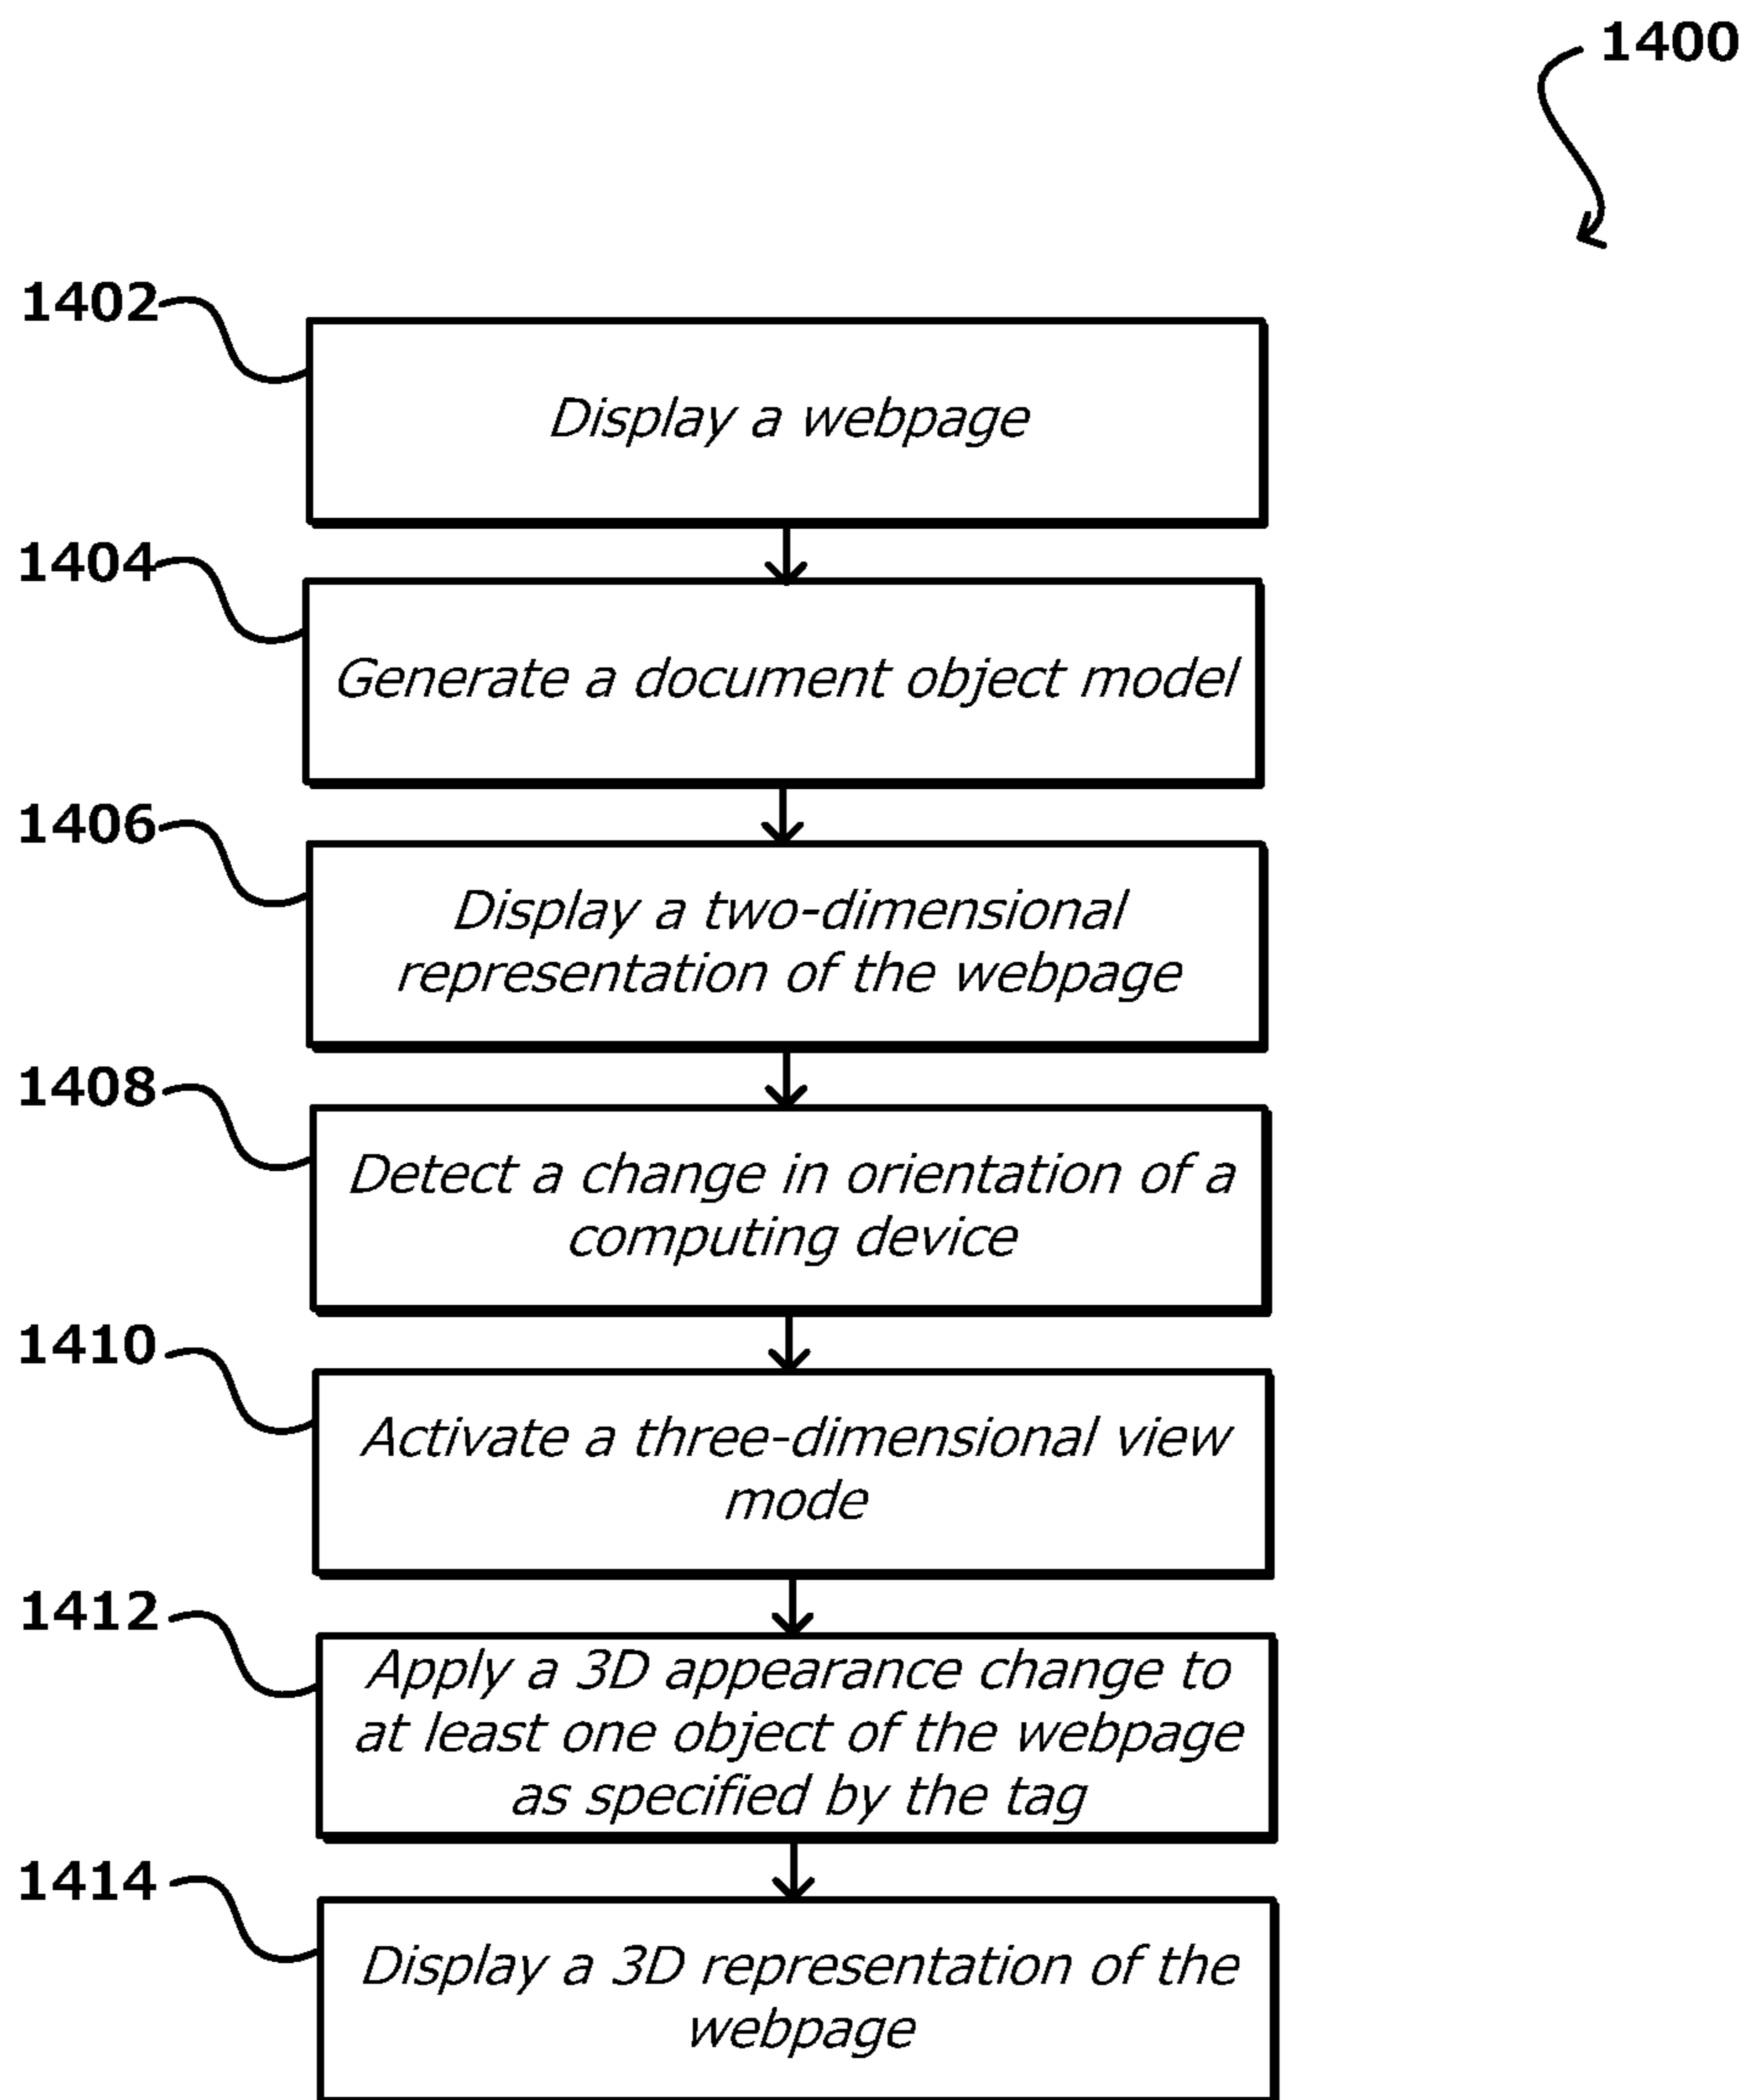 1400
1402
Display a webpage
1404
Generate a document object model
1406
Display a two-dimensional
representation of the webpage
1408
Detect a change in orientation of a
computing device
1410
Activate a three-dimensional view
mode
1412
Apply a 3D appearance change to
at least one object of the webpage
as specified by the tag
1414
Display a 3D representation of the
webpage